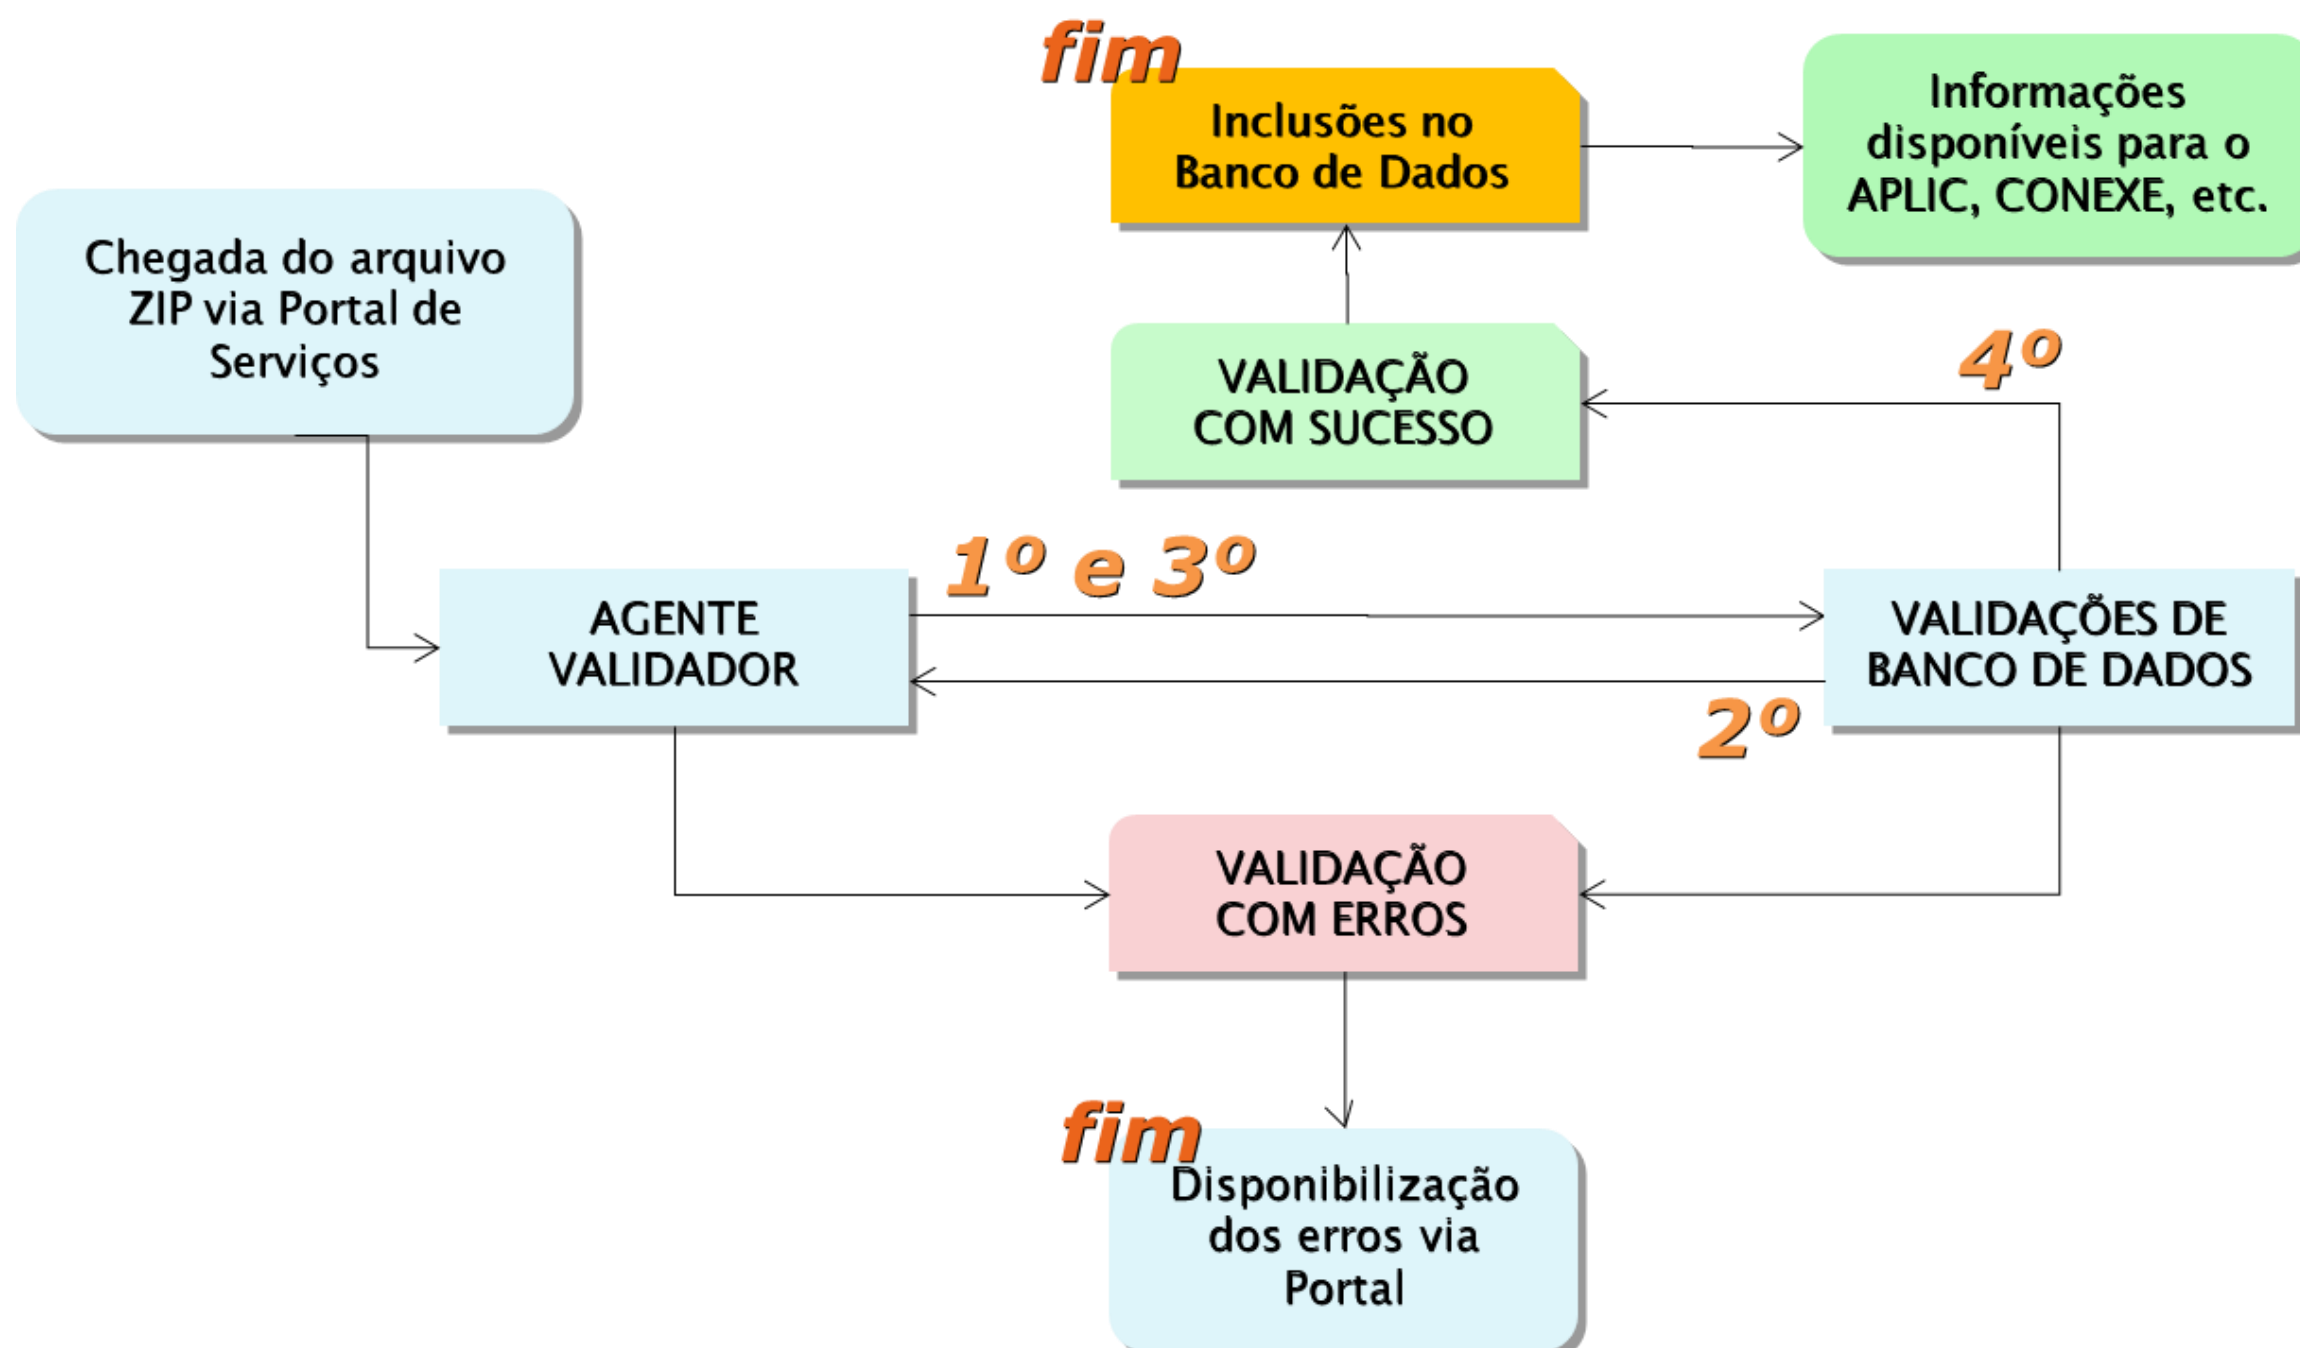 fim
Inclusões no
Banco de Dados
Informações
disponíveis para o
APLIC, CONEXE, etc.
Chegada do arquivo
ZIP via Portal de
Serviços
VALIDAÇÃO
COM SUCESSO
4º
1º e 3º
AGENTE
VALIDADOR
VALIDAÇÕES DE
BANCO DE DADOS
2º
VALIDAÇÃO
COM ERROS
fim
Disponibilização
dos erros via
Portal